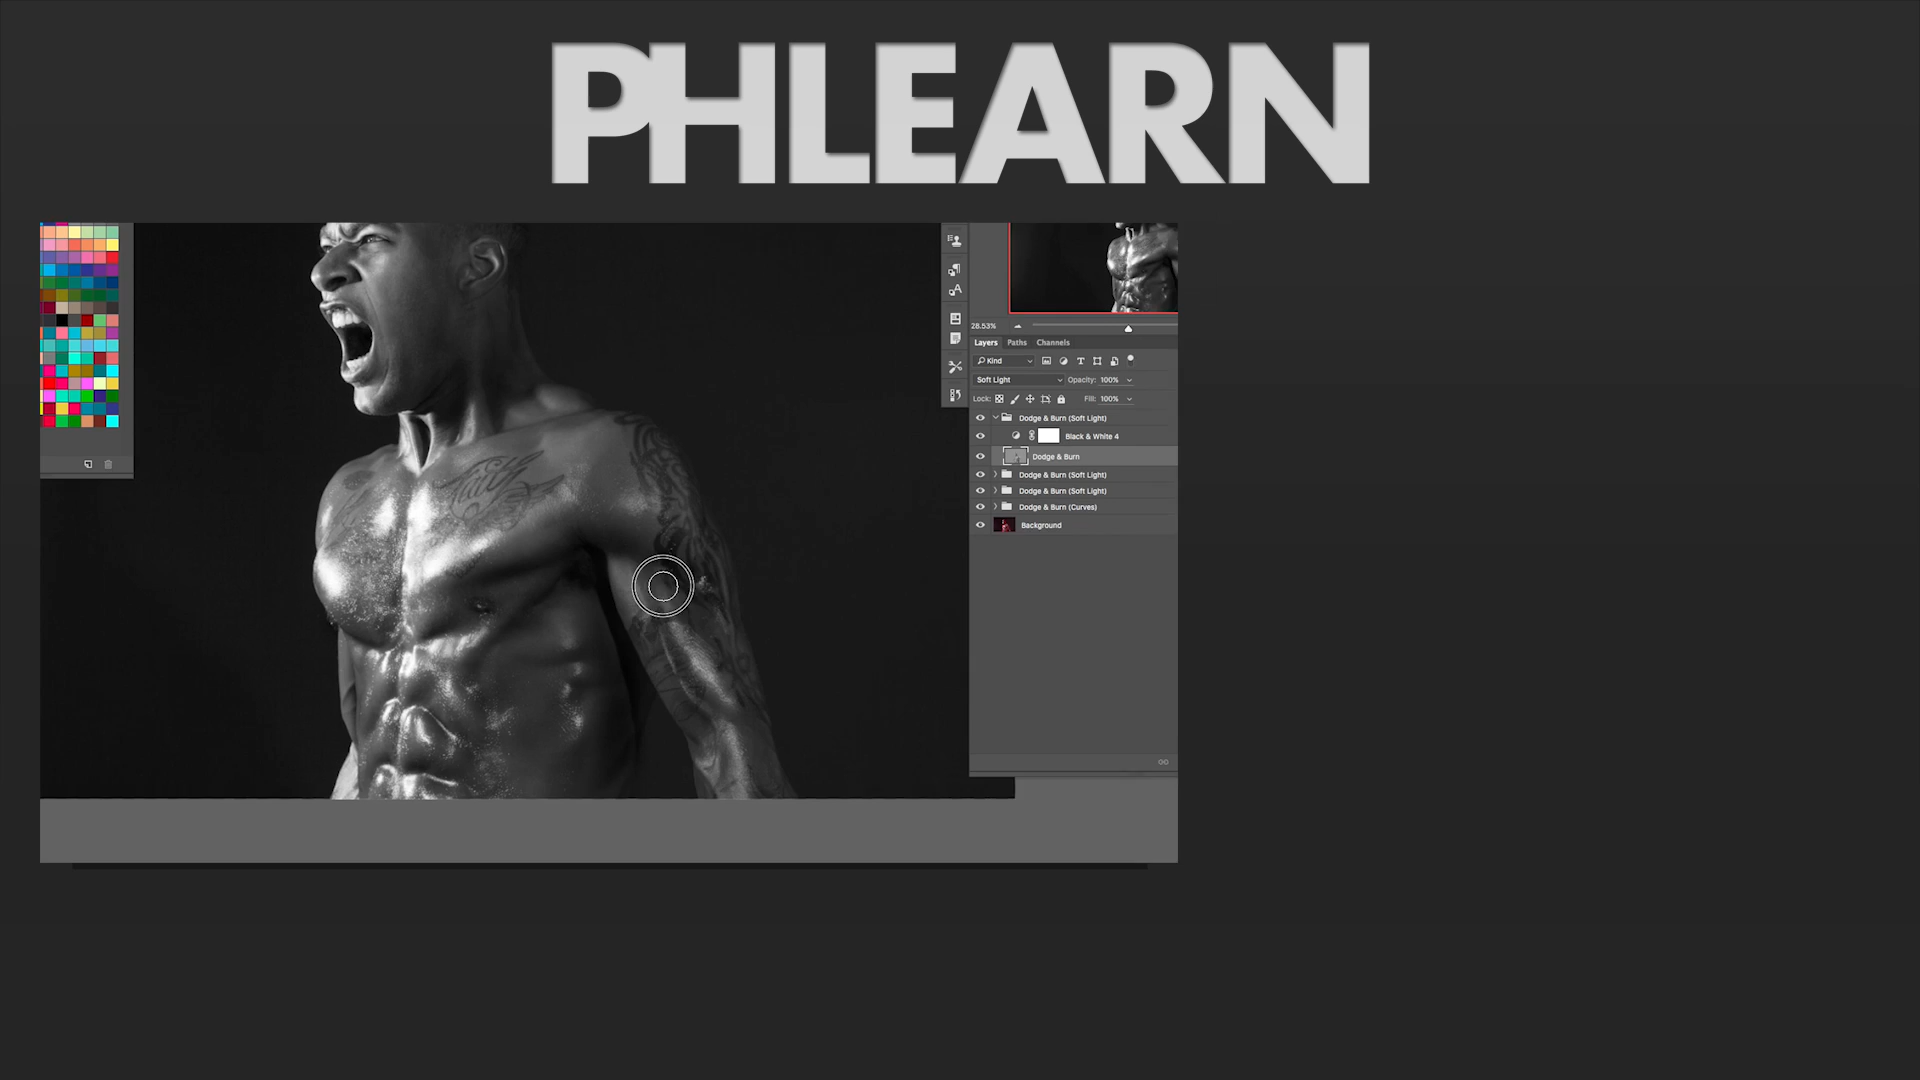 PHLEARN
28.53%
Layers Paths Channels
Kind
Soft Light Opacity: 100%
Lock: Fill: 100%
Dodge & Burn (Soft Light)
Black & White 4
Dodge & Burn
Dodge & Burn (Soft Light)
Dodge & Burn (Soft Light)
Dodge & Burn (Curves)
Background
Faith